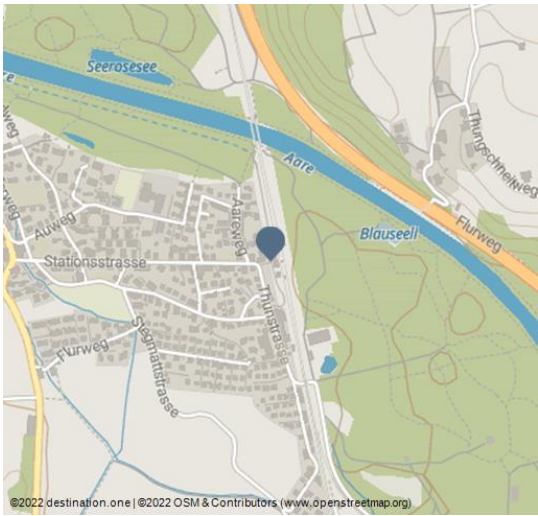 Seerosesee
Aare
Thungschneitweg
Aareweg
Auweg
Flurweg
Blauseeli
Stationsstrasse
Thunstrasse
Flurweg
Stegmattstrasse
©2022 destination.one | ©2022 OSM & Contributors (www.openstreetmap.org)